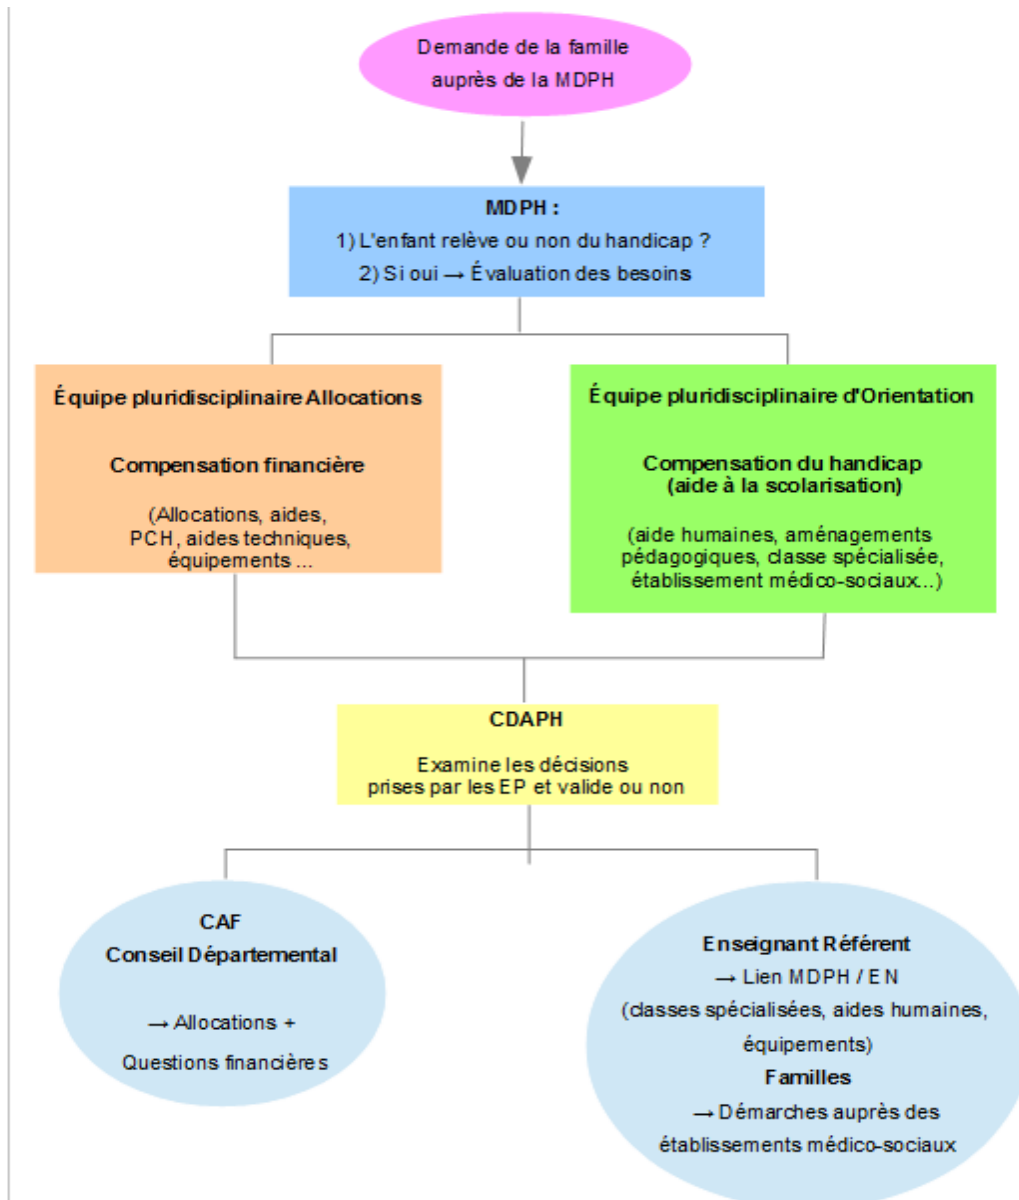 Demande de la famille
auprès de la MDPH
MDPH :
1) L'enfant relève ou non du handicap ?
2) Si oui → Évaluation des besoins
Équipe pluridisciplinaire Allocations
Compensation financière
(Allocations, aides,
PCH, aides techniques,
équipements ...
Équipe pluridisciplinaire d'Orientation
Compensation du handicap
(aide à la scolarisation)
(aide humaines, aménagements
pédagogiques, classe spécialisée,
établissement médico-sociaux...)
CDAPH
Examine les décisions
prises par les EP et valide ou non
CAF
Conseil Départemental
→ Allocations +
Questions financières
Enseignant Référent
→ Lien MDPH / EN
(classes spécialisées, aides humaines,
équipements)
Familles
→ Démarches auprès des
établissements médico-sociaux